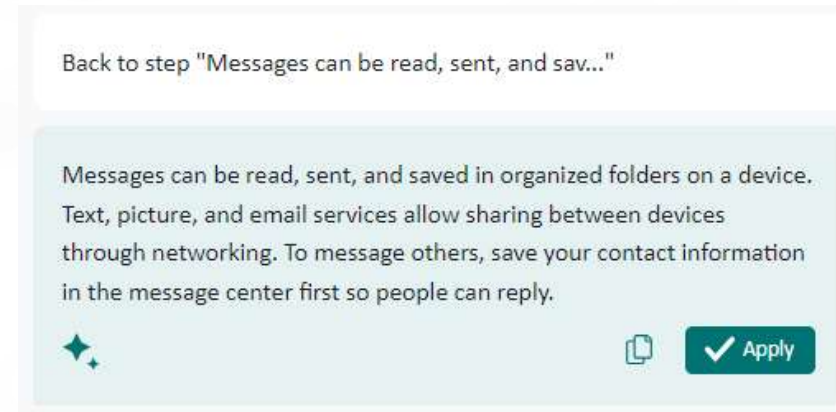 Back to step "Messages can be read, sent, and sav..."
Messages can be read, sent, and saved in organized folders on a device.
Text, picture, and email services allow sharing between devices
through networking. To message others, save your contact information
in the message center first so people can reply.
Apply